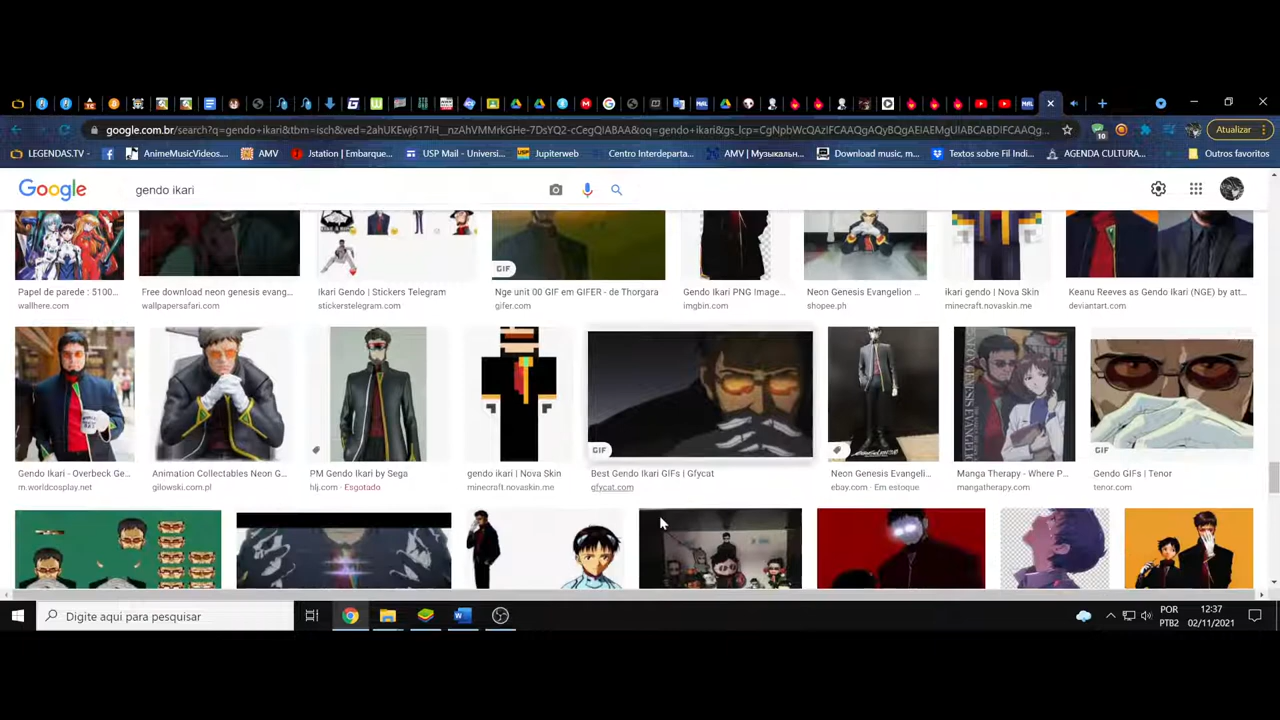 google.com.br/search?q=gendo+ikari&tbm=isch&ved=2ahUKEwj617iH__nzAhVMMrkGHe-7DsYQ2-cCegQIABAA&oq=gendo+ikari&gs_lcp=CgNpbWcQAzIFCAAQgAQyBQgAEIAEMgUIABCABDIFCAAQg...
Atualizar
LEGENDAS.TV -
AnimeMusicVideos....
AMV
Jstation | Embarque...
USP Mail - Universi...
Jupiterweb
Centro Interdeparta...
AMV | Музыкальн...
Download music, m...
Textos sobre Fil Indi...
AGENDA CULTURA...
Outros favoritos
Google
gendo ikari
GIF
Papel de parede : 5100...
Free download neon genesis evang...
Ikari Gendo | Stickers Telegram
Nge unit 00 GIF em GIFER - de Thorgara
Gendo Ikari PNG Image...
Neon Genesis Evangelion ...
ikari gendo | Nova Skin
Keanu Reeves as Gendo Ikari (NGE) by att...
wallhere.com
wallpapersafari.com
stickerstelegram.com
gifer.com
imgbin.com
shopee.ph
minecraft.novaskin.me
deviantart.com
GIF
GIF
Gendo Ikari - Overbeck Ge...
Animation Collectables Neon G...
PM Gendo Ikari by Sega
gendo ikari | Nova Skin
Best Gendo Ikari GIFs | Gfycat
Neon Genesis Evangeli...
Manga Therapy - Where P...
Gendo GIFs | Tenor
m.worldcosplay.net
gilowski.com.pl
hlj.com · Esgotado
minecraft.novaskin.me
gfycat.com
ebay.com · Em estoque
mangatherapy.com
tenor.com
Digite aqui para pesquisar
POR
PTB2
12:37
02/11/2021